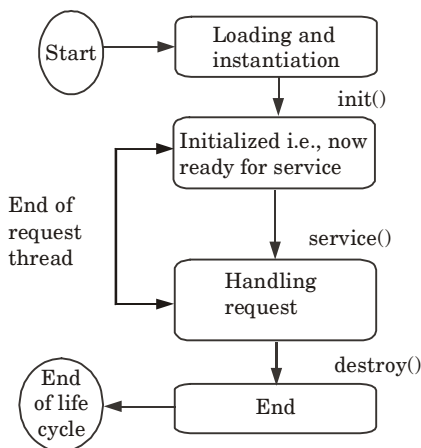 Start
Loading and
instantiation
init()
Initialized i.e., now
ready for service
End of
request
thread
service()
Handling
request
destroy()
End
of life
cycle
End